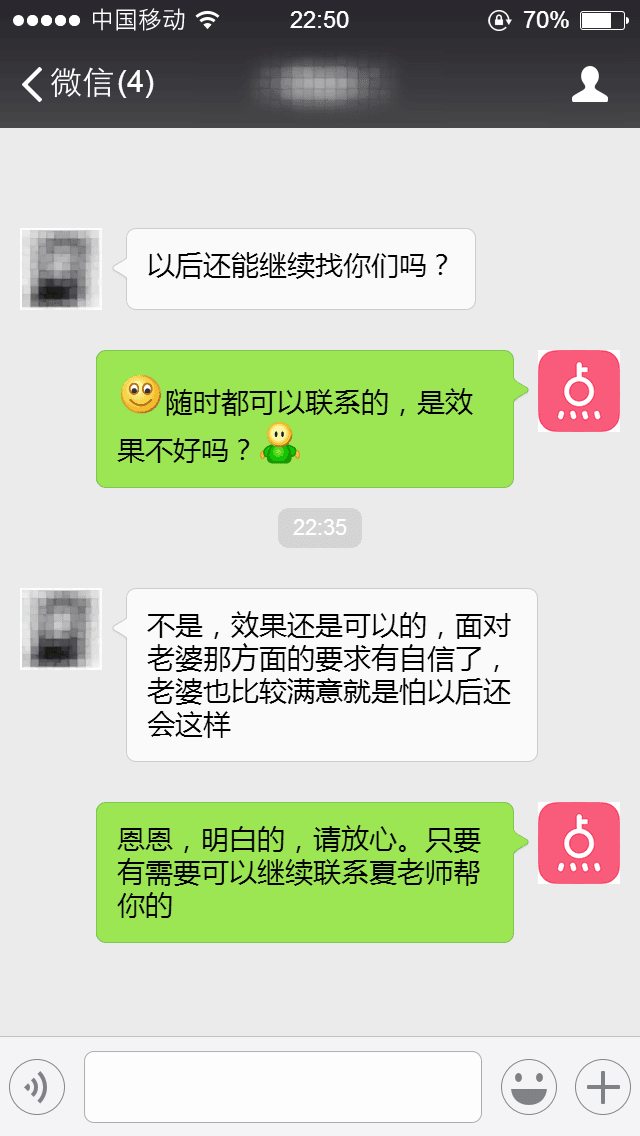 中国移动 22:50 70%
微信(4)
以后还能继续找你们吗？
随时都可以联系的，是效
果不好吗？
22:35
不是，效果还是可以的，面对
老婆那方面的要求有自信了，
老婆也比较满意就是怕以后还
会这样
恩恩，明白的，请放心。只要
有需要可以继续联系夏老师帮
你的